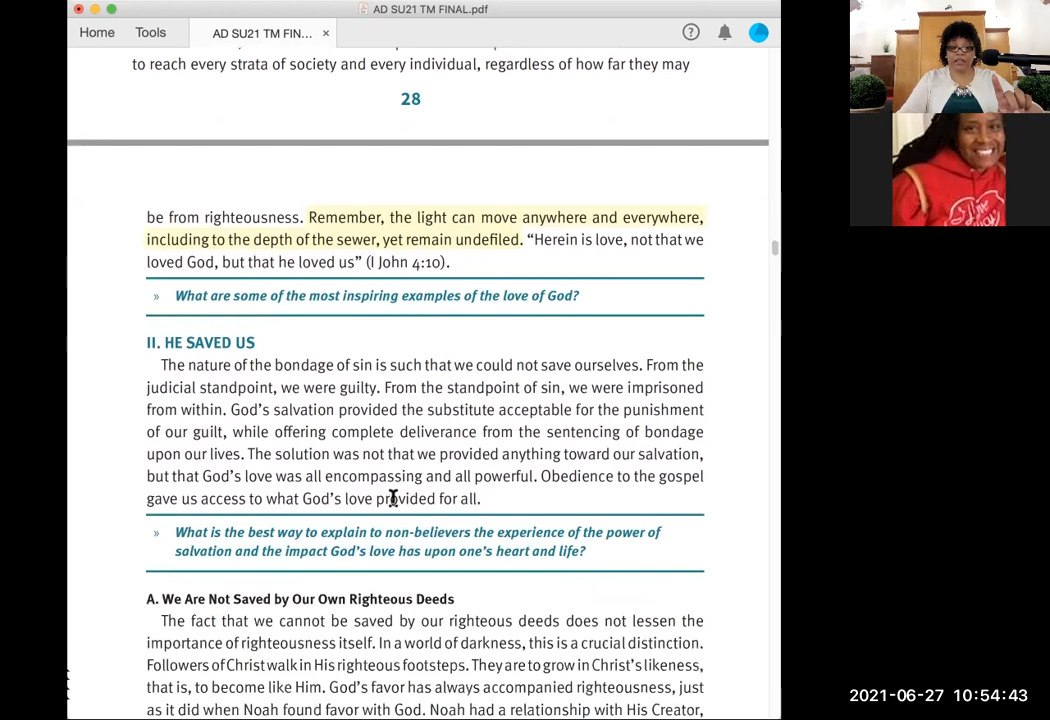 AD SU21 TM FINAL.pdf
Home
Tools
AD SU21 TM FIN... ×
to reach every strata of society and every individual, regardless of how far they may
28
be from righteousness. Remember, the light can move anywhere and everywhere,
including to the depth of the sewer, yet remain undefiled. “Herein is love, not that we
loved God, but that he loved us” (I John 4:10).
» What are some of the most inspiring examples of the love of God?
II. HE SAVED US
The nature of the bondage of sin is such that we could not save ourselves. From the
judicial standpoint, we were guilty. From the standpoint of sin, we were imprisoned
from within. God’s salvation provided the substitute acceptable for the punishment
of our guilt, while offering complete deliverance from the sentencing of bondage
upon our lives. The solution was not that we provided anything toward our salvation,
but that God’s love was all encompassing and all powerful. Obedience to the gospel
gave us access to what God’s love provided for all.
» What is the best way to explain to non-believers the experience of the power of
salvation and the impact God’s love has upon one’s heart and life?
A. We Are Not Saved by Our Own Righteous Deeds
The fact that we cannot be saved by our righteous deeds does not lessen the
importance of righteousness itself. In a world of darkness, this is a crucial distinction.
Followers of Christ walk in His righteous footsteps. They are to grow in Christ’s likeness,
that is, to become like Him. God’s favor has always accompanied righteousness, just
as it did when Noah found favor with God. Noah had a relationship with His Creator,
2021-06-27 10:54:43